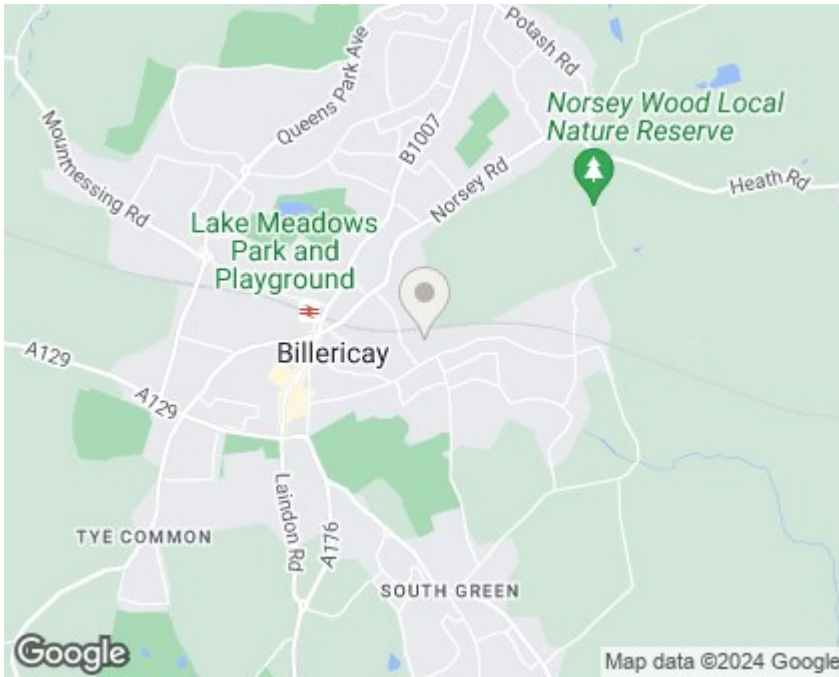 Potash Rd
Queens Park Ave
B1007
Norsey Wood Local
Nature Reserve
Mountnessing Rd
Norsey Rd
Heath Rd
Lake Meadows
Park and
Playground
Billericay
A129
A129
Laindon Rd
A176
TYE COMMON
SOUTH GREEN
Google
Map data ©2024 Google